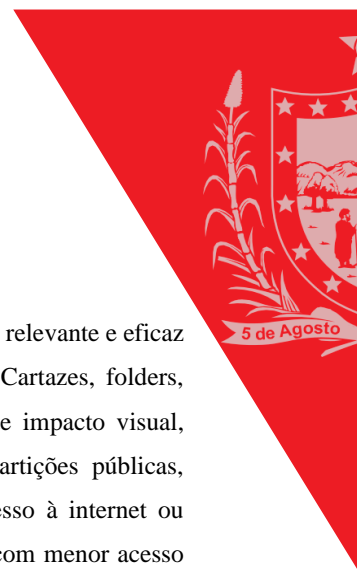 relevante e eficaz
Cartazes, folders,
e impacto visual,
artições públicas,
esso à internet ou
com menor acesso
5 de Agosto